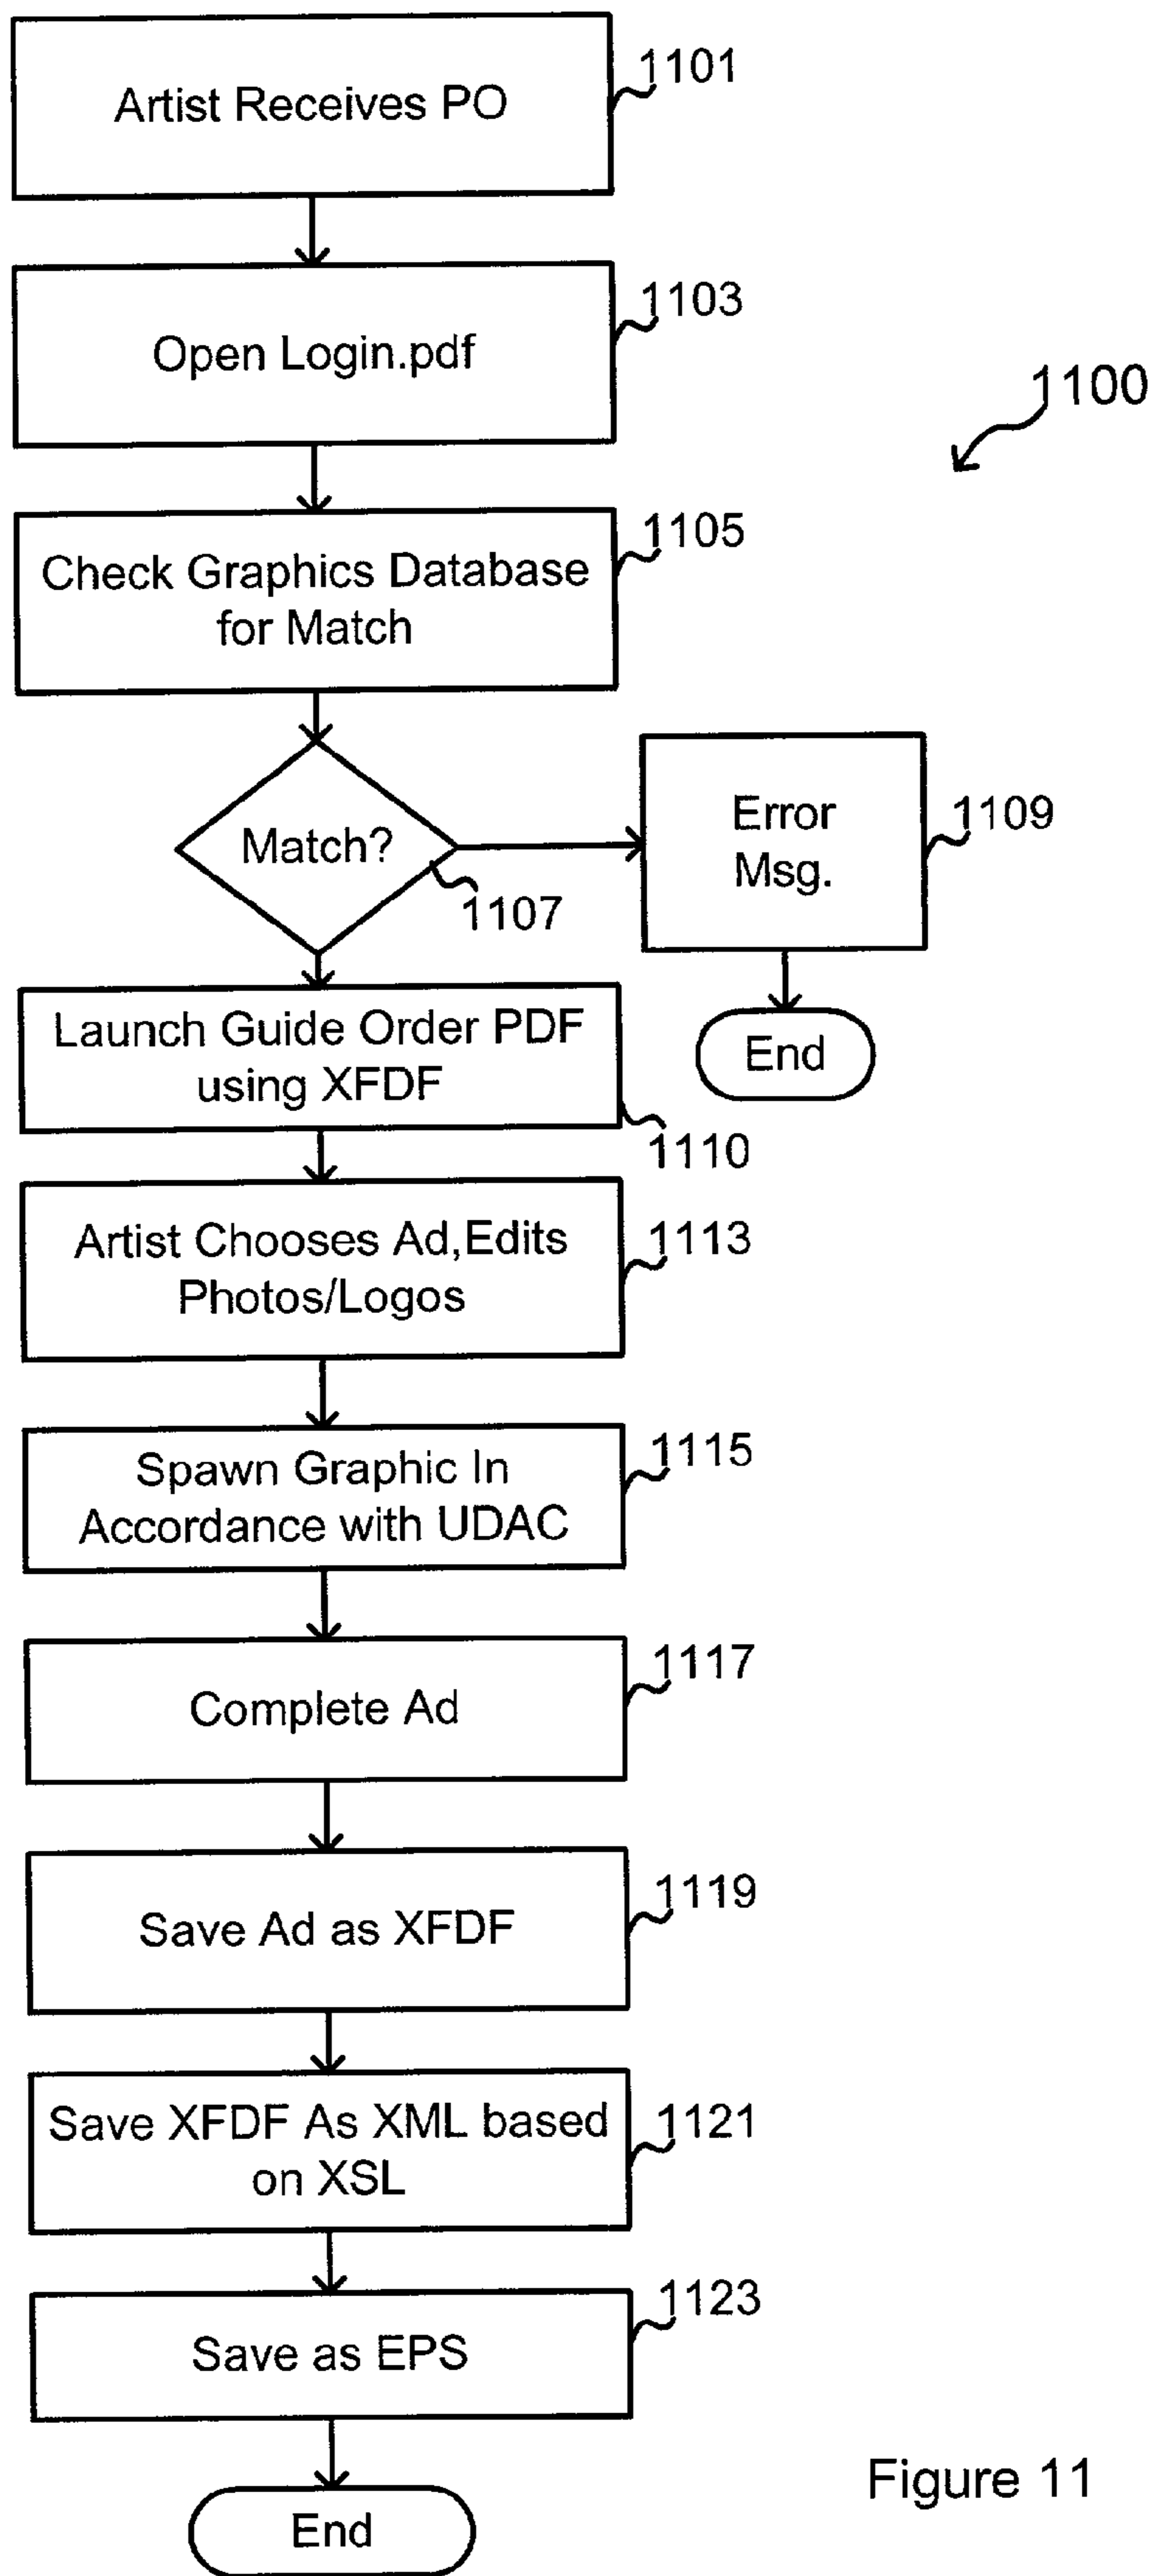 Artist Receives PO
1101
Open Login.pdf
1103
1100
Check Graphics Database
for Match
1105
Match?
1107
Error
Msg.
1109
End
Launch Guide Order PDF
using XFDF
1110
Artist Chooses Ad,Edits
Photos/Logos
1113
Spawn Graphic In
Accordance with UDAC
1115
Complete Ad
1117
Save Ad as XFDF
1119
Save XFDF As XML based
on XSL
1121
Save as EPS
1123
End
Figure 11